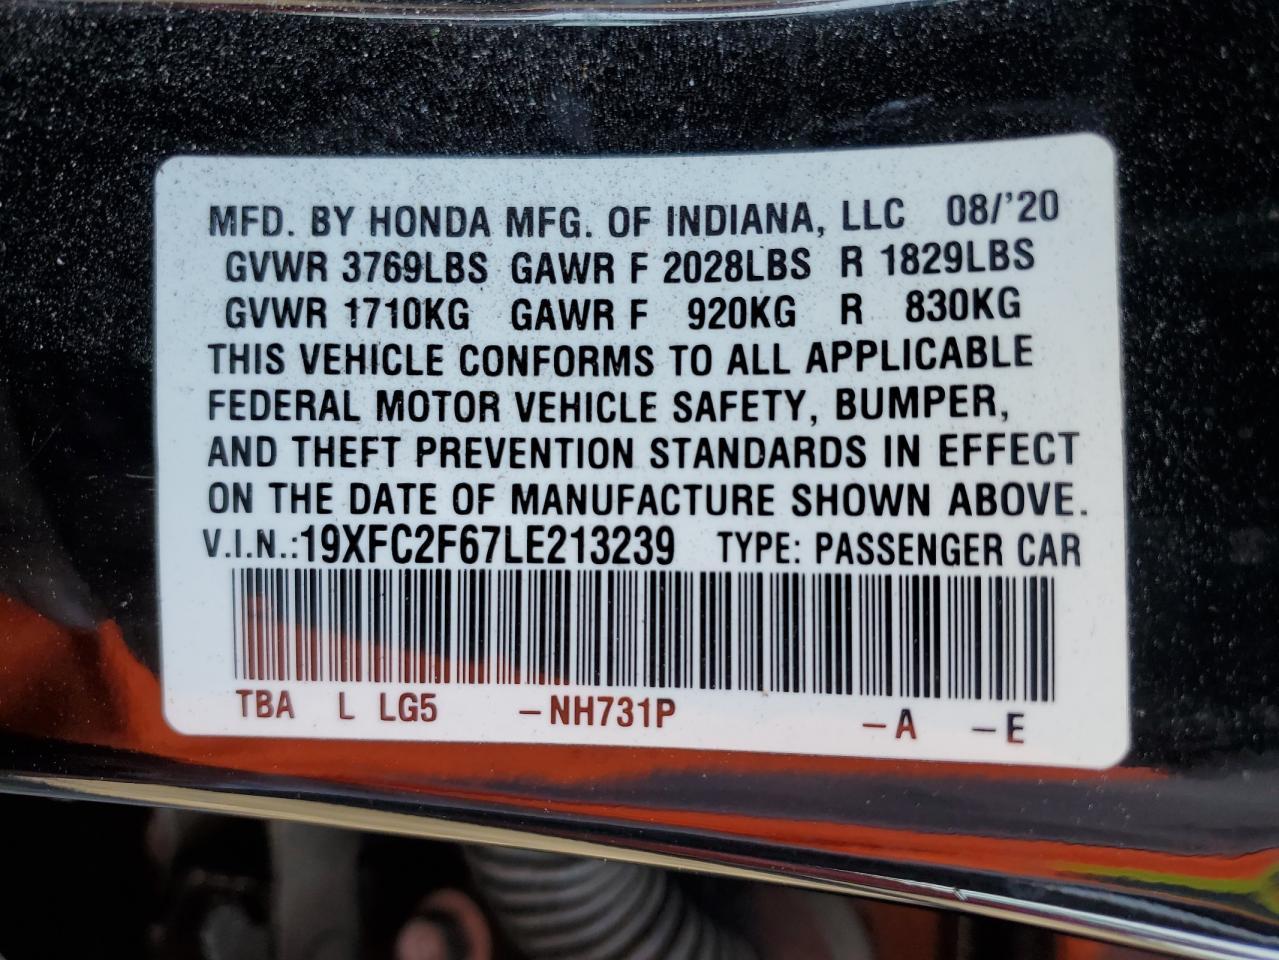 MFD. BY HONDA MFG. OF INDIANA, LLC 08/'20
GVWR 3769LBS GAWR F 2028LBS R 1829LBS
GVWR 1710KG GAWR F 920KG R 830KG
THIS VEHICLE CONFORMS TO ALL APPLICABLE
FEDERAL MOTOR VEHICLE SAFETY, BUMPER,
AND THEFT PREVENTION STANDARDS IN EFFECT
ON THE DATE OF MANUFACTURE SHOWN ABOVE.
V.I.N.:19XFC2F67LE213239 TYPE: PASSENGER CAR
TBA L LG5 –NH731P –A –E